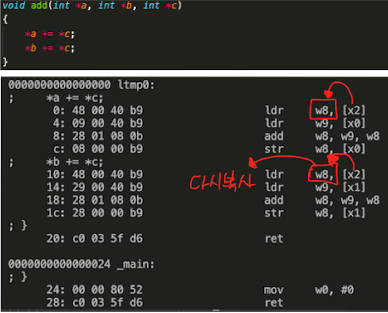 void add(int *a, int *b, int *c)
{
*a += *c;
*b += *c;
}
0000000000000000 ltmp0:
; *a += *c;
0: 48 00 40 b9 ldr w8, [x2]
4: 09 00 40 b9 ldr w9, [x0]
8: 28 01 08 0b add w8, w9, w8
c: 08 00 00 b9 str w8, [x0]
; *b += *c;
10: 48 00 40 b9 ldr w8, [x2]
14: 29 00 40 b9 ldr w9, [x1]
18: 28 01 08 0b add w8, w9, w8
1c: 28 00 00 b9 str w8, [x1]
다시복사
; }
20: c0 03 5f d6 ret
0000000000000024 _main:
; }
24: 00 00 80 52 mov w0, #0
28: c0 03 5f d6 ret